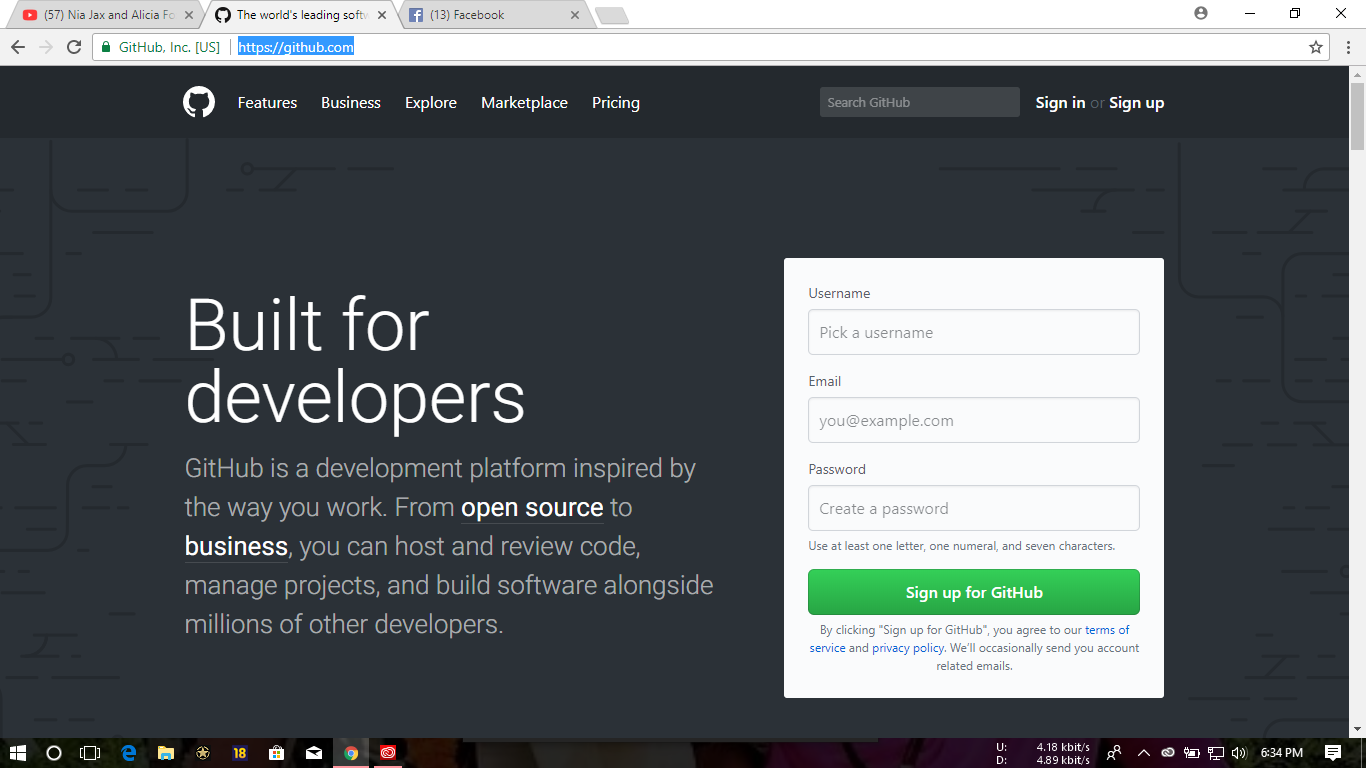 (57) Nia Jax and Alicia Fo
The world's leading softw
(13) Facebook
GitHub, Inc. [US]
https://github.com
Features
Business
Explore
Marketplace
Pricing
Search GitHub
Sign in or Sign up
Built for
developers
GitHub is a development platform inspired by
the way you work. From open source to
business, you can host and review code,
manage projects, and build software alongside
millions of other developers.
Username
Pick a username
Email
you@example.com
Password
Create a password
Use at least one letter, one numeral, and seven characters.
Sign up for GitHub
By clicking "Sign up for GitHub", you agree to our terms of
service and privacy policy. We'll occasionally send you account
related emails.
18
U: 4.18 kbit/s
D: 4.89 kbit/s
6:34 PM